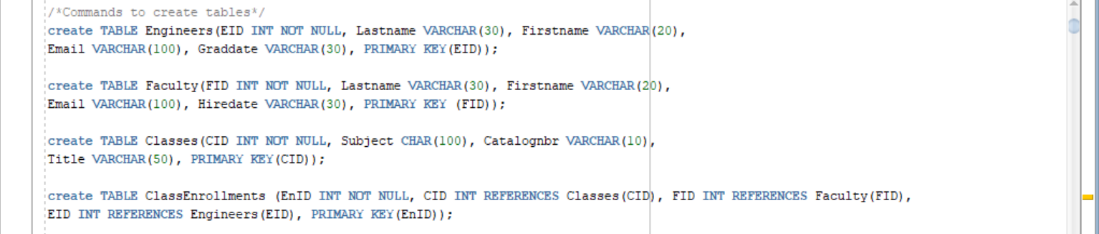 /*Commands to create tables*/
create TABLE Engineers(EID INT NOT NULL, Lastname VARCHAR(30), Firstname VARCHAR(20),
Email VARCHAR(100), Graddate VARCHAR(30), PRIMARY KEY(EID));
create TABLE Faculty(FID INT NOT NULL, Lastname VARCHAR(30), Firstname VARCHAR(20),
Email VARCHAR(100), Hiredate VARCHAR(30), PRIMARY KEY (FID));
create TABLE Classes(CID INT NOT NULL, Subject CHAR(100), Catalognbr VARCHAR(10),
Title VARCHAR(50), PRIMARY KEY(CID));
create TABLE ClassEnrollments (EnID INT NOT NULL, CID INT REFERENCES Classes(CID), FID INT REFERENCES Faculty(FID),
EID INT REFERENCES Engineers(EID), PRIMARY KEY(EnID));